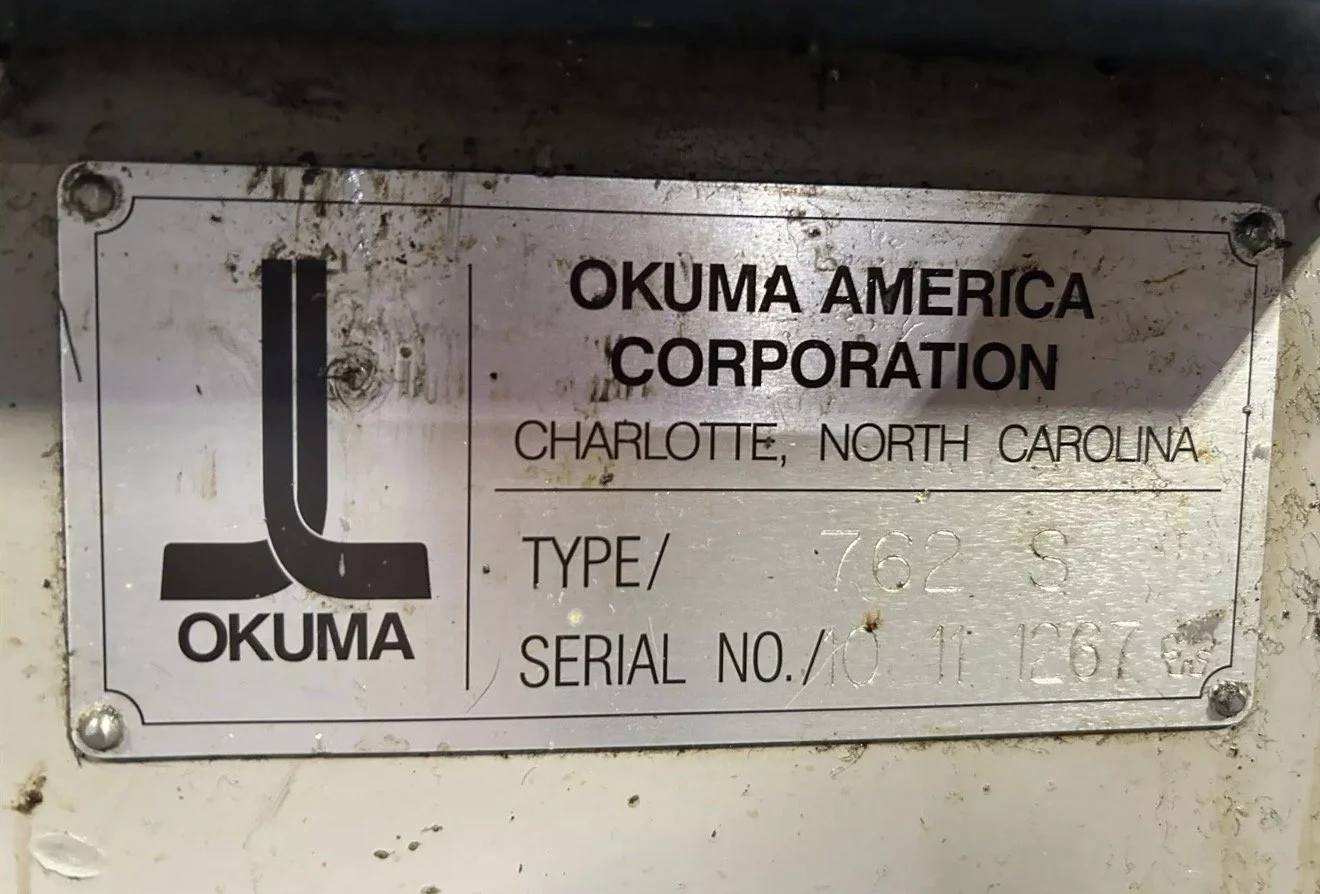 OKUMA
OKUMA AMERICA
CORPORATION
CHARLOTTE, NORTH CAROLINA
TYPE/ 762 S
SERIAL NO./ 10 11 1267